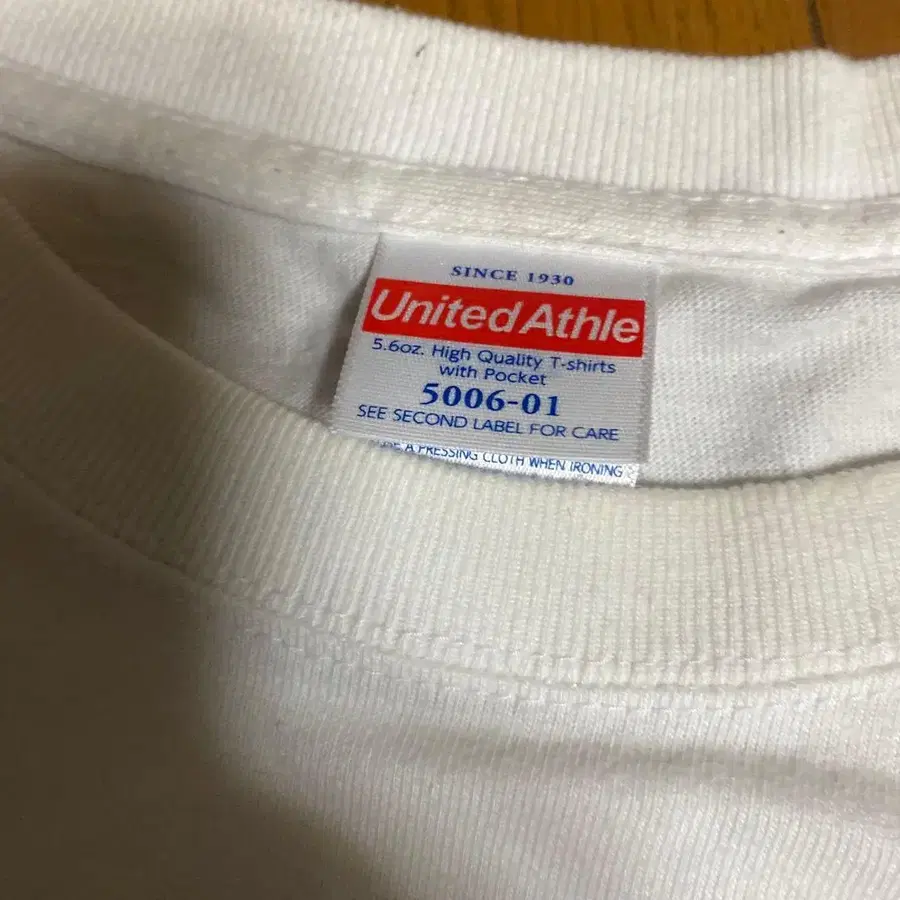 SINCE 1930
United Athle
5.6oz. High Quality T-shirts
with Pocket
5006-01
SEE SECOND LABEL FOR CARE
A PRESSING CLOTH WHEN IRONING